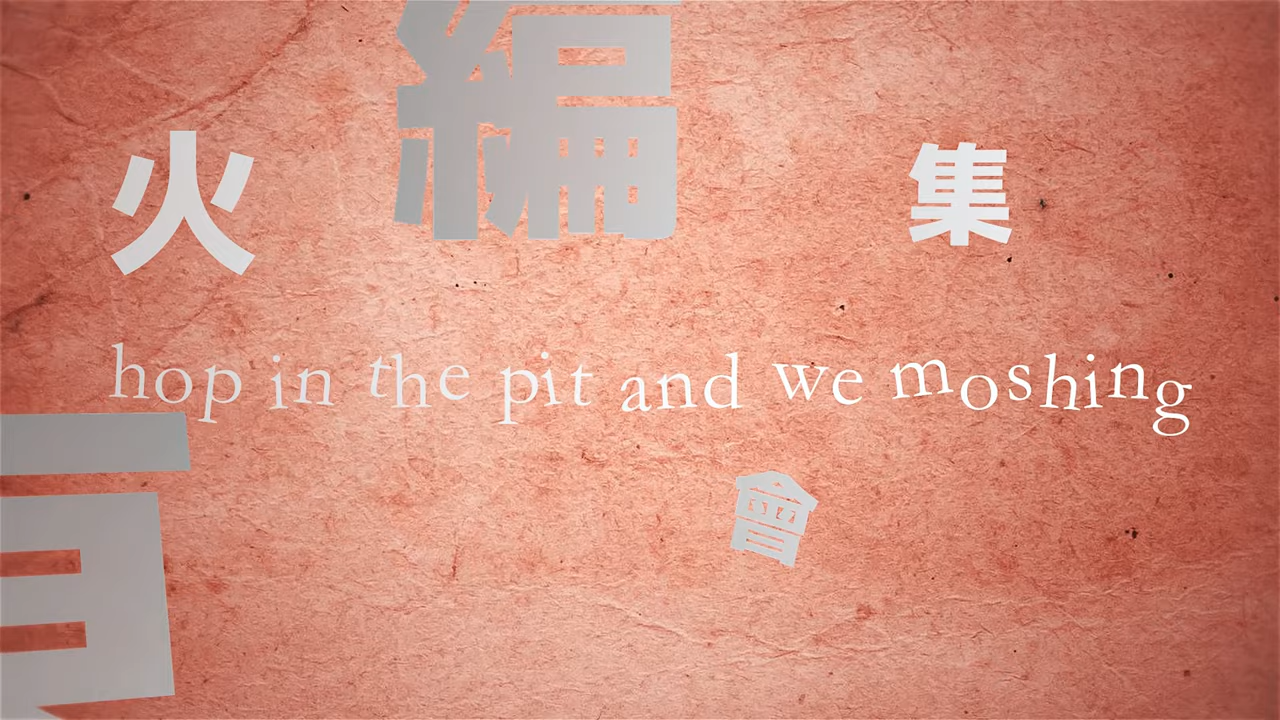 編
火
集
hop in the pit and we moshing
會